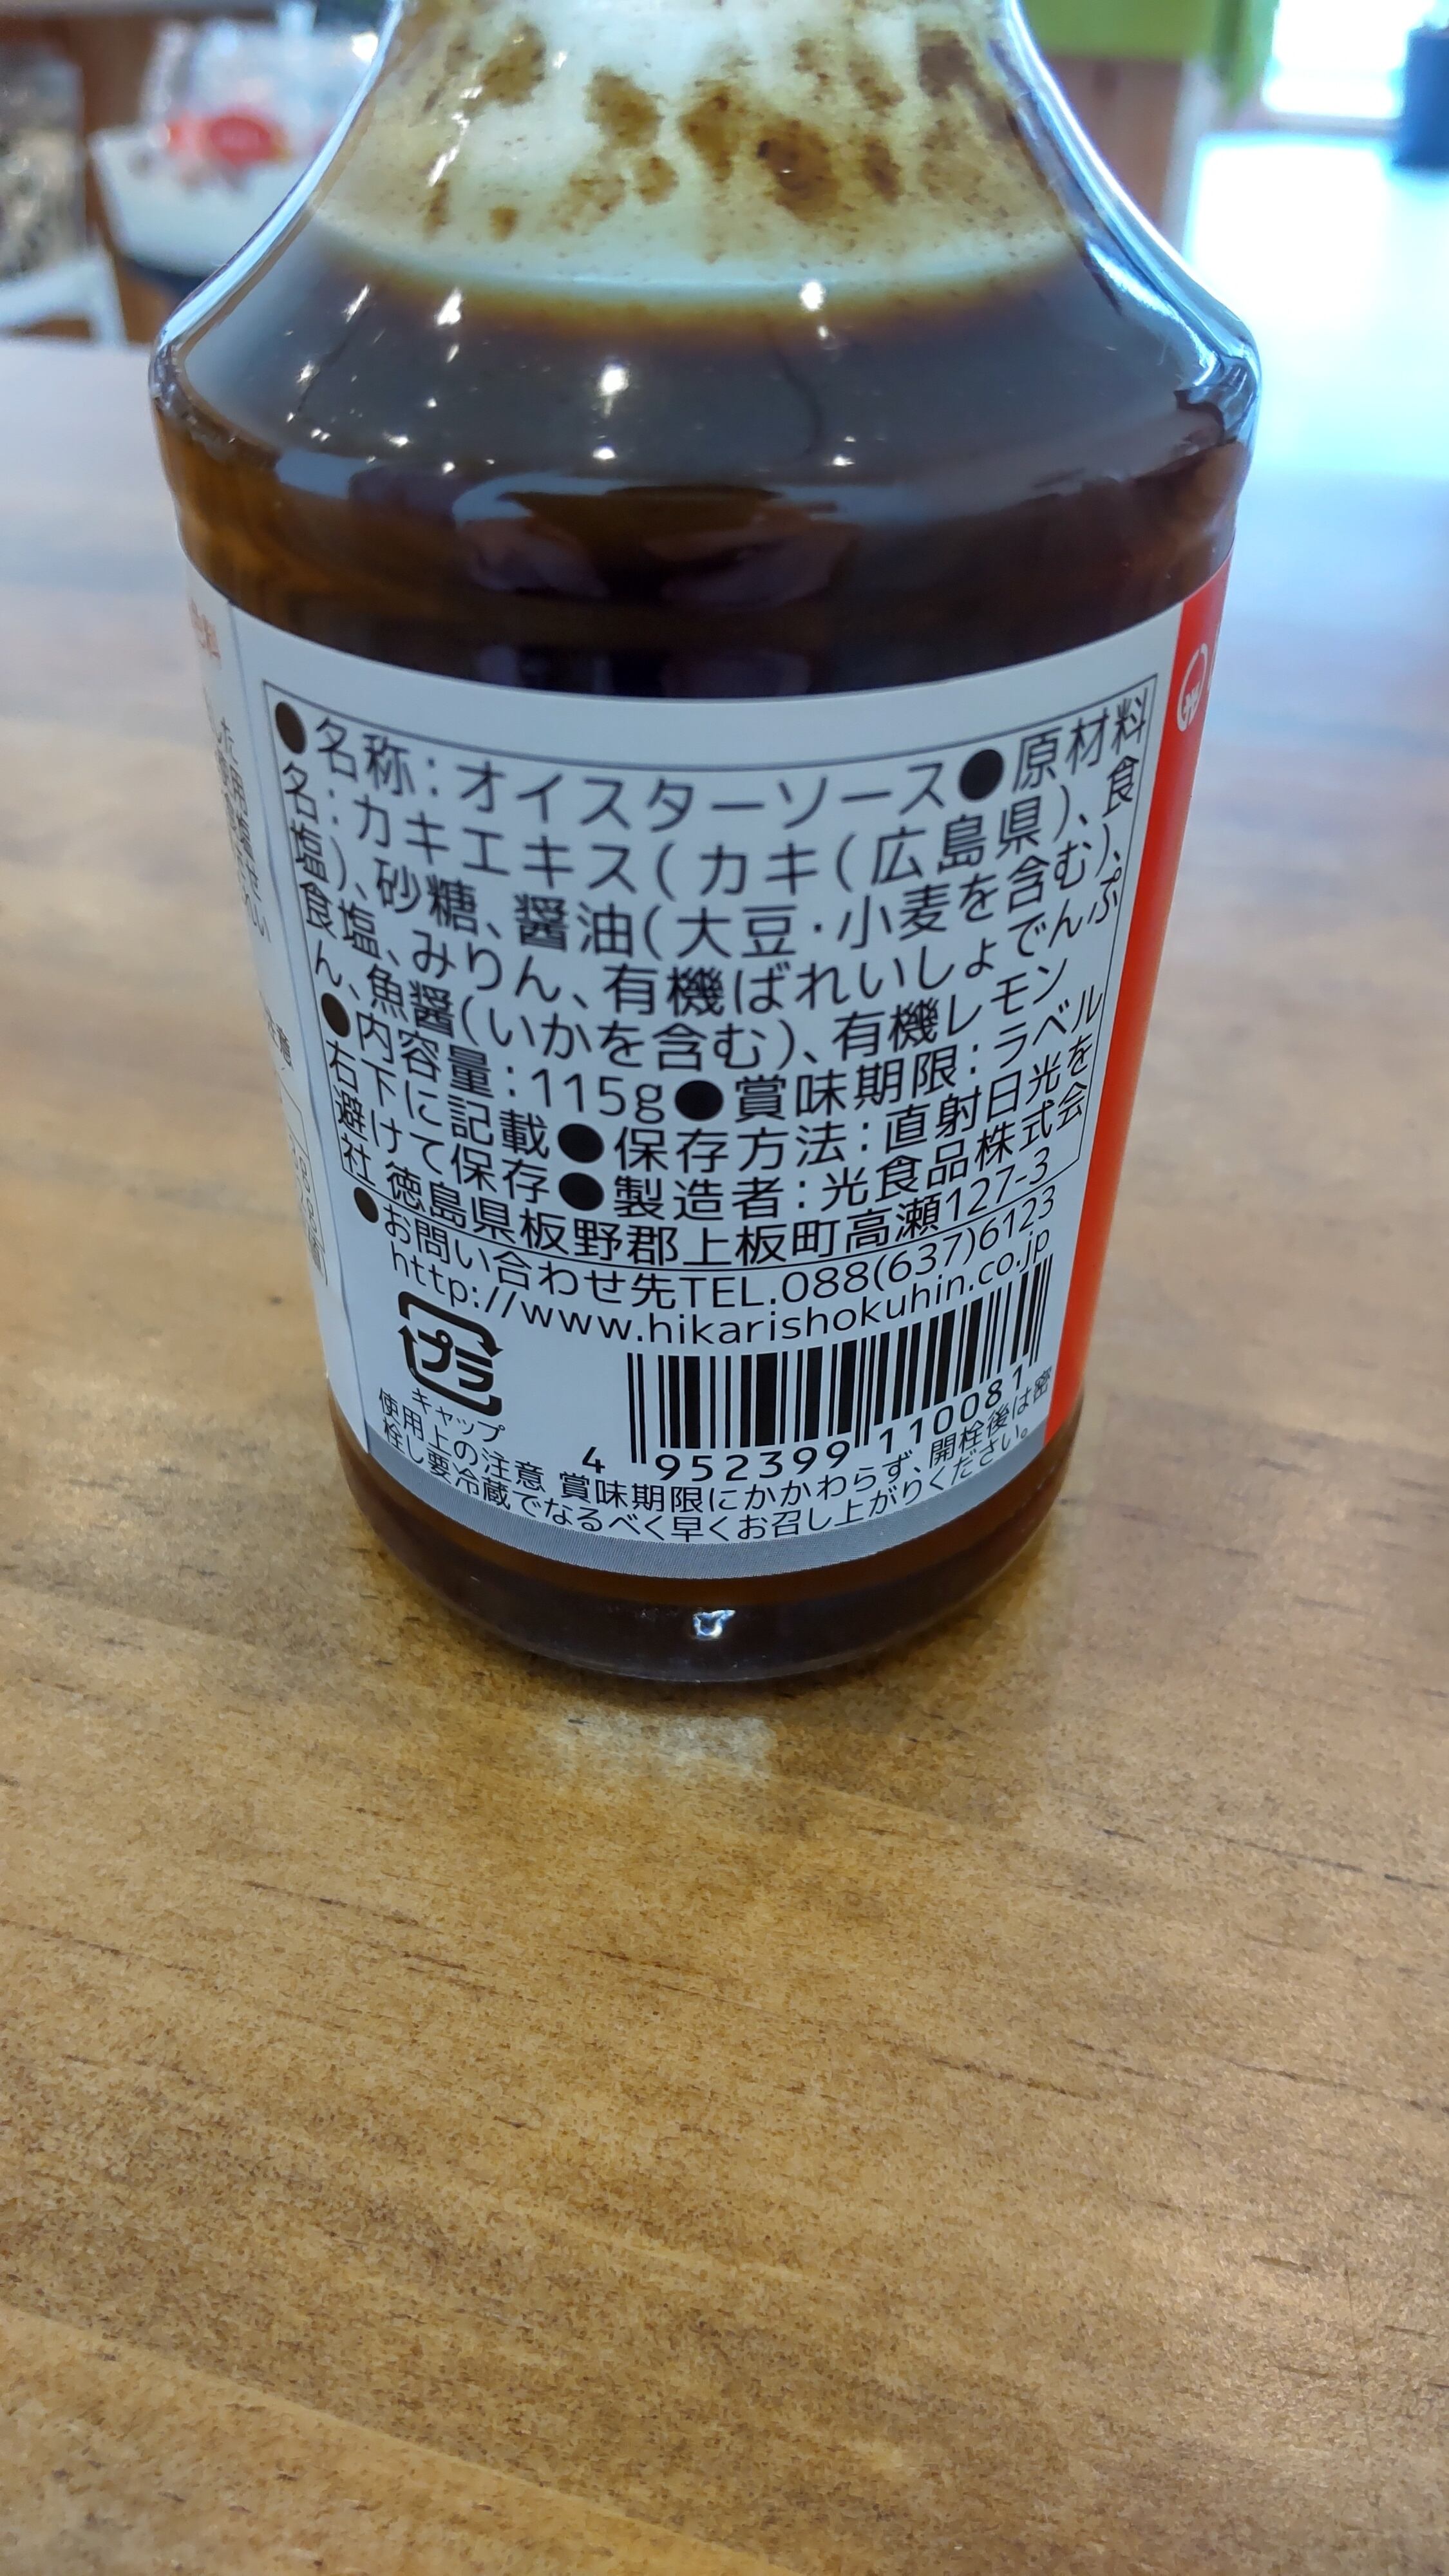 ●名称:オイスターソース●原材料
名:カキエキス(カキ(広島県)、食
塩)、砂糖、醤油(大豆・小麦を含む)、
食塩、みりん、有機ばれいしょでんぷ
ん、魚醤(いかを含む)、有機レモン
●内容量:115g●賞味期限:ラベル
右下に記載●保存方法:直射日光を
避けて保存●製造者:光食品株式会
社 徳島県板野郡上板町高瀬127-3
●お問い合わせ先TEL.088(637)6123
http://www.hikarishokuhin.co.jp
プラ
キャップ
4 952399 110081
使用上の注意 賞味期限にかかわらず、開栓後は密
栓し要冷蔵でなるべく早くお召し上がりください。